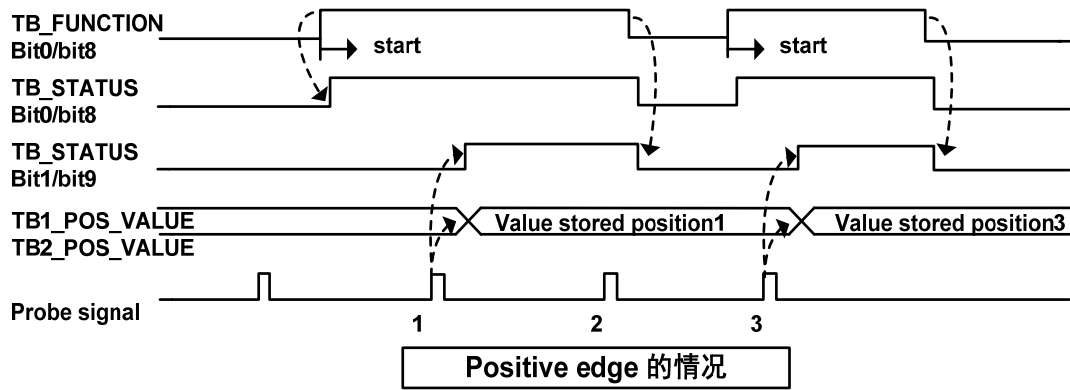 TB_FUNCTION
Bit0/bit8
start
start
TB_STATUS
Bit0/bit8
TB_STATUS
Bit1/bit9
TB1_POS_VALUE
TB2_POS_VALUE
Value stored position1
Value stored position3
Probe signal
1
2
3
Positive edge 的情况